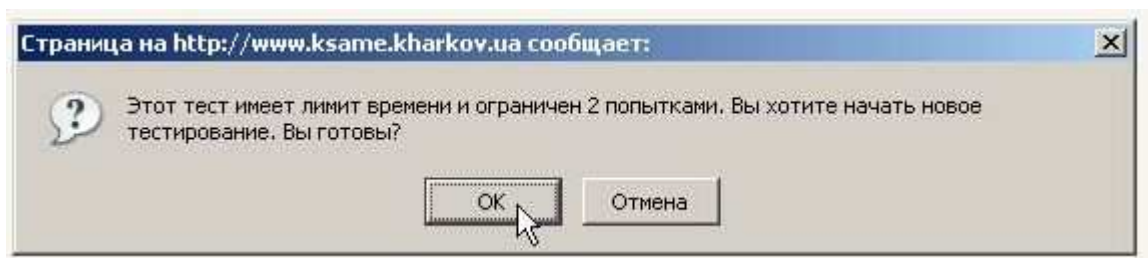 Страница на http://www.ksame.kharkov.ua сообщает:
Этот тест имеет лимит времени и ограничен 2 попытками. Вы хотите начать новое
тестирование. Вы готовы?
OK Отмена